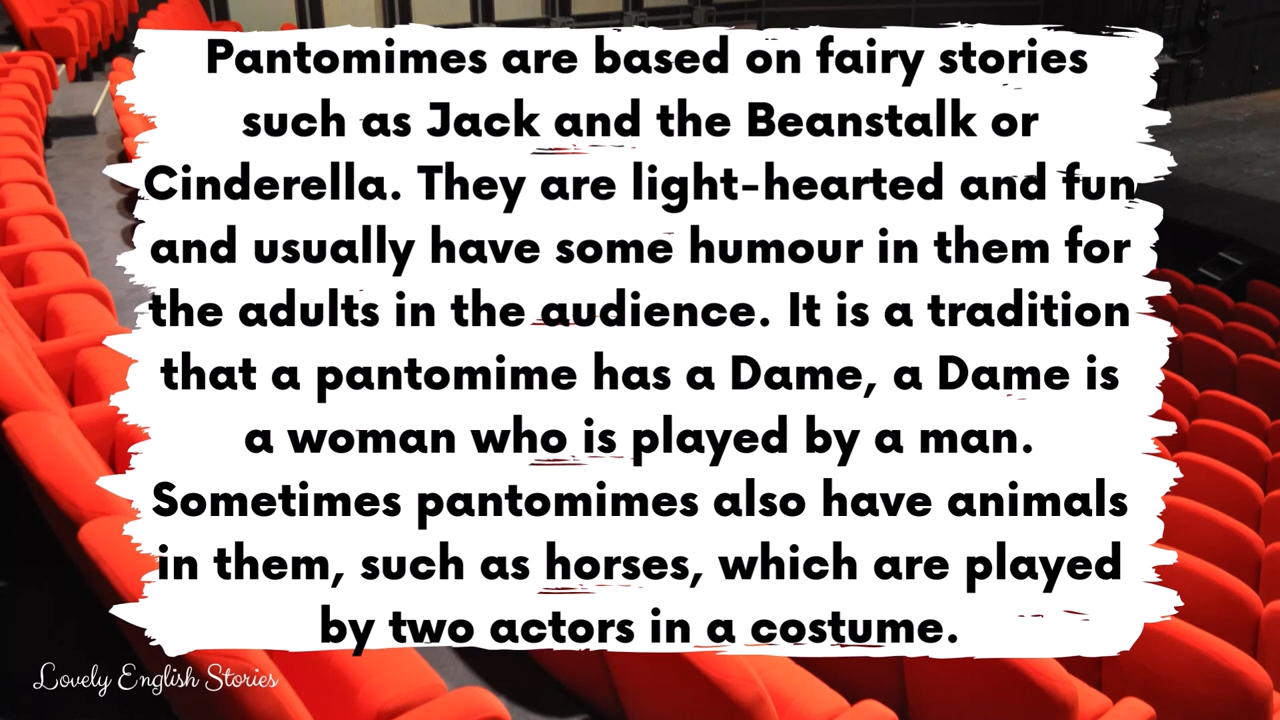 Pantomimes are based on fairy stories
such as Jack and the Beanstalk or
Cinderella. They are light-hearted and fun
and usually have some humour in them for
the adults in the audience. It is a tradition
that a pantomime has a Dame, a Dame is
a woman who is played by a man.
Sometimes pantomimes also have animals
in them, such as horses, which are played
by two actors in a costume.
Lovely English Stories